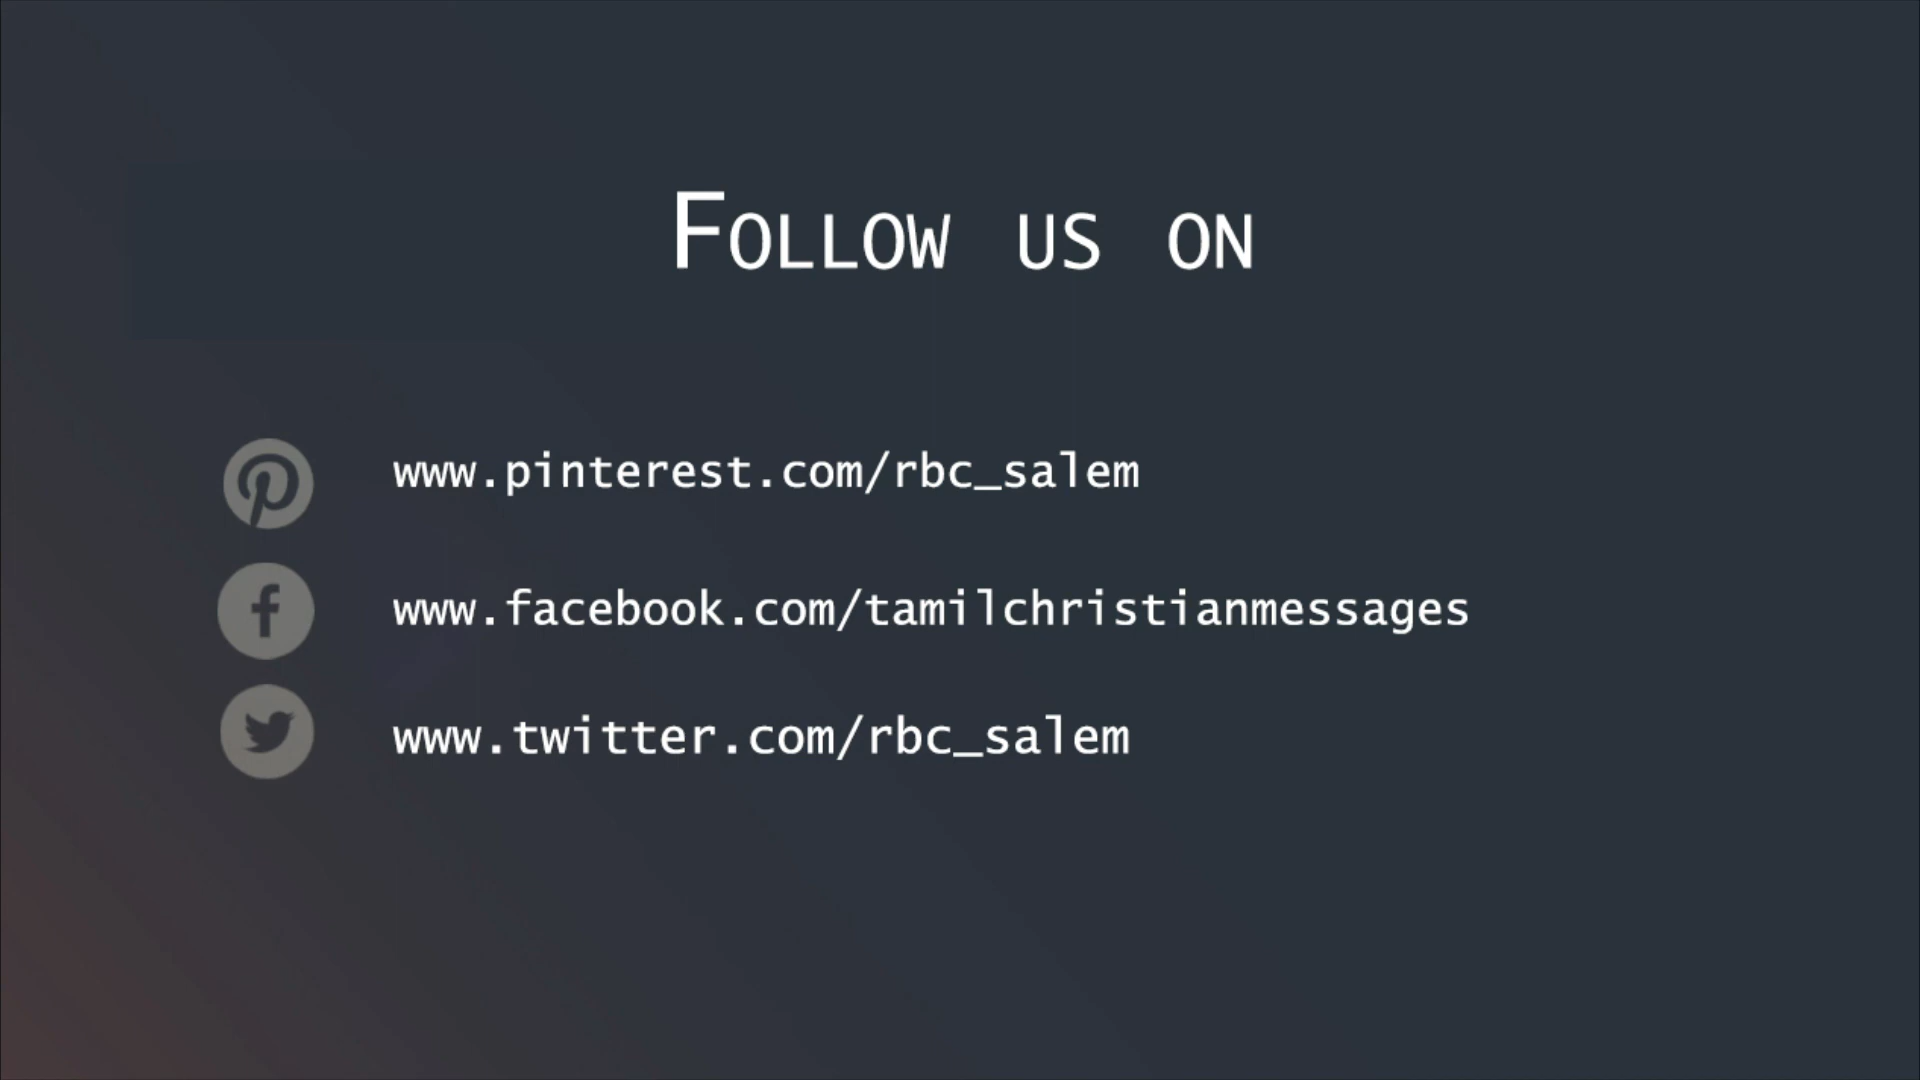 Follow us on
www.pinterest.com/rbc_salem
www.facebook.com/tamilchristianmessages
www.twitter.com/rbc_salem